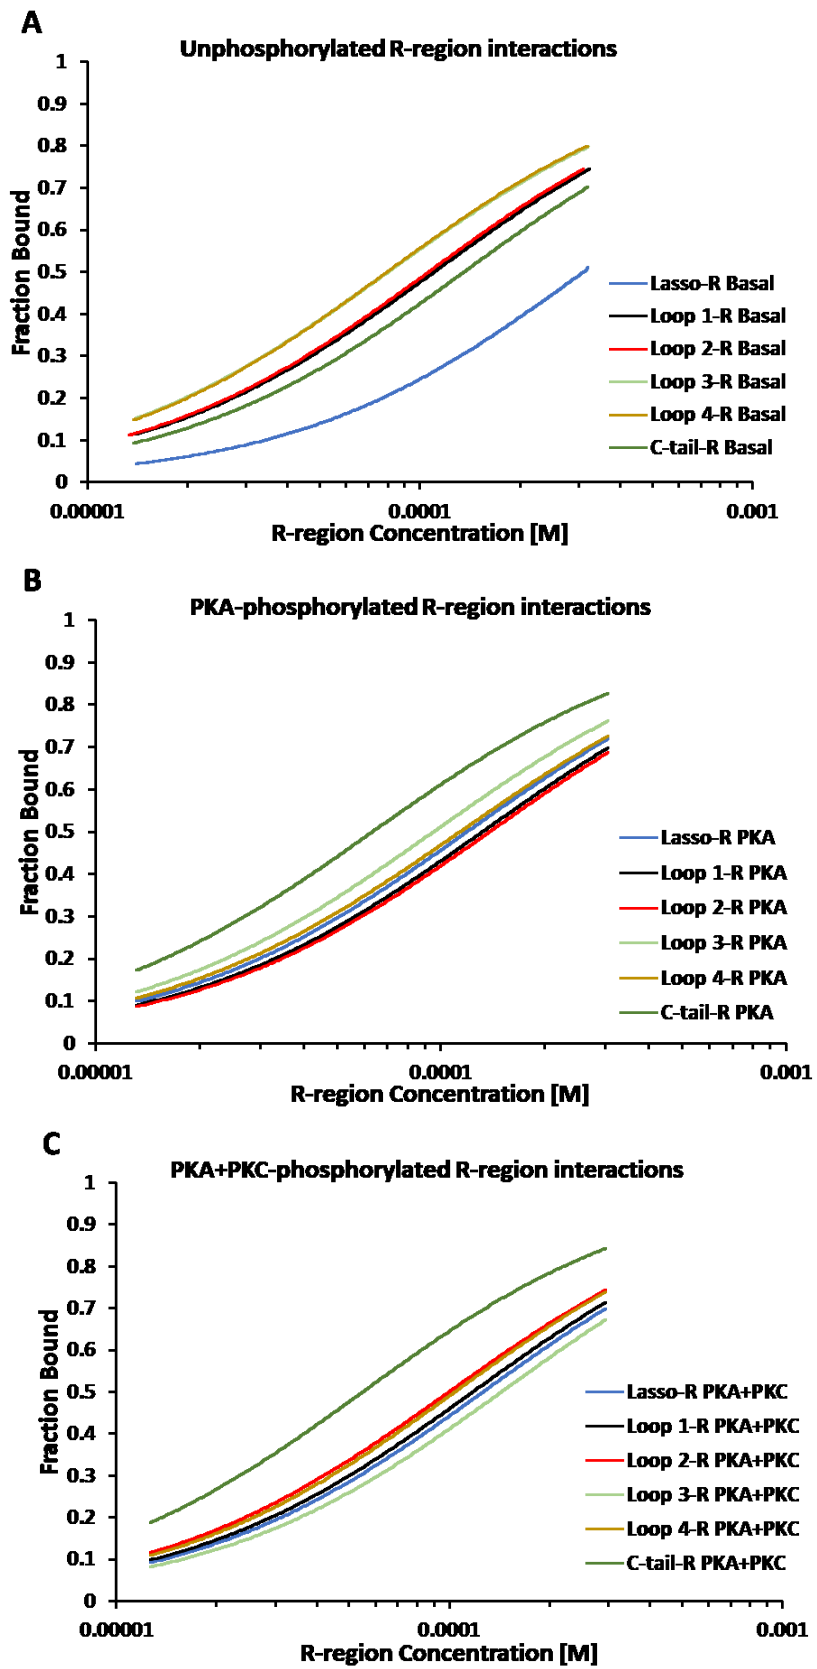 A
Unphosphorylated R-region interactions
1
0.9
0.8
0.7
0.6
0.5
0.4
0.3
0.2
0.1
0
Fraction Bound
Lasso-R Basal
Loop 1-R Basal
Loop 2-R Basal
Loop 3-R Basal
Loop 4-R Basal
C-tail-R Basal
0.00001 0.0001 0.001
R-region Concentration [M]
B
PKA-phosphorylated R-region interactions
1
0.9
0.8
0.7
0.6
0.5
0.4
0.3
0.2
0.1
0
Fraction Bound
Lasso-R PKA
Loop 1-R PKA
Loop 2-R PKA
Loop 3-R PKA
Loop 4-R PKA
C-tail-R PKA
0.00001 0.0001 0.001
R-region Concentration [M]
C
PKA+PKC-phosphorylated R-region interactions
1
0.9
0.8
0.7
0.6
0.5
0.4
0.3
0.2
0.1
0
Fraction Bound
Lasso-R PKA+PKC
Loop 1-R PKA+PKC
Loop 2-R PKA+PKC
Loop 3-R PKA+PKC
Loop 4-R PKA+PKC
C-tail-R PKA+PKC
0.00001 0.0001 0.001
R-region Concentration [M]